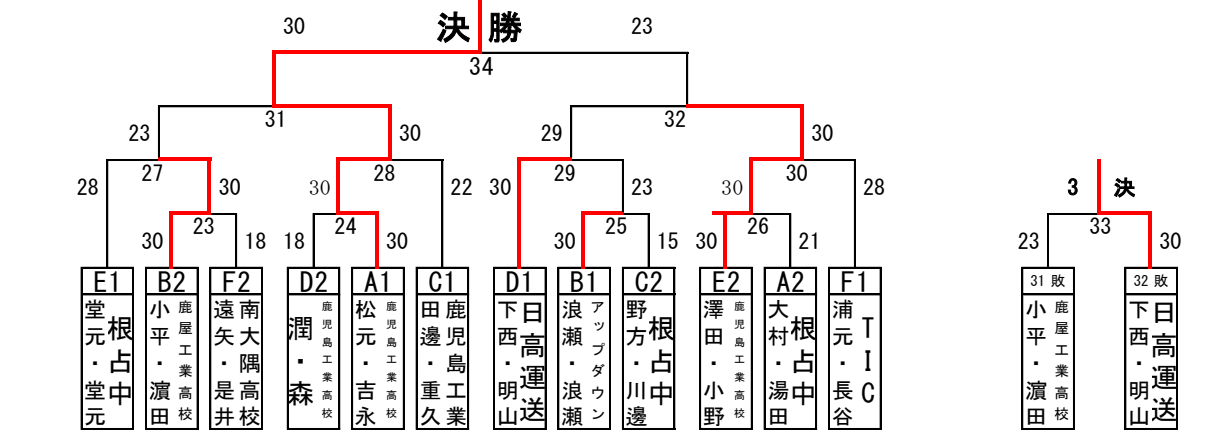 30 決勝 23
34
31 32
23 30 29 30
27 28 29 30
28 30 30 22 30 23 30 28
23 24 25 26
30 18 18 30 30 15 30 21
E1 B2 F2 D2 A1 C1 D1 B1 C2 E2 A2 F1
堂元・堂元 根占中
小平・濵田 鹿屋工業高校
遠矢・是井 南大隅高校
潤・森 鹿児島工業高校
松元・吉永 鹿児島工業高校
田邊・重久 鹿児島工業
下西・明山 日高運送
浪瀬・浪瀬 アップダウン
野方・川邊 根占中
澤田・小野 鹿児島工業高校
大村・湯田 根占中
浦元・長谷 TIC
3 決
33
23 30
31 敗 32 敗
小平・濵田 鹿屋工業高校
下西・明山 日高運送